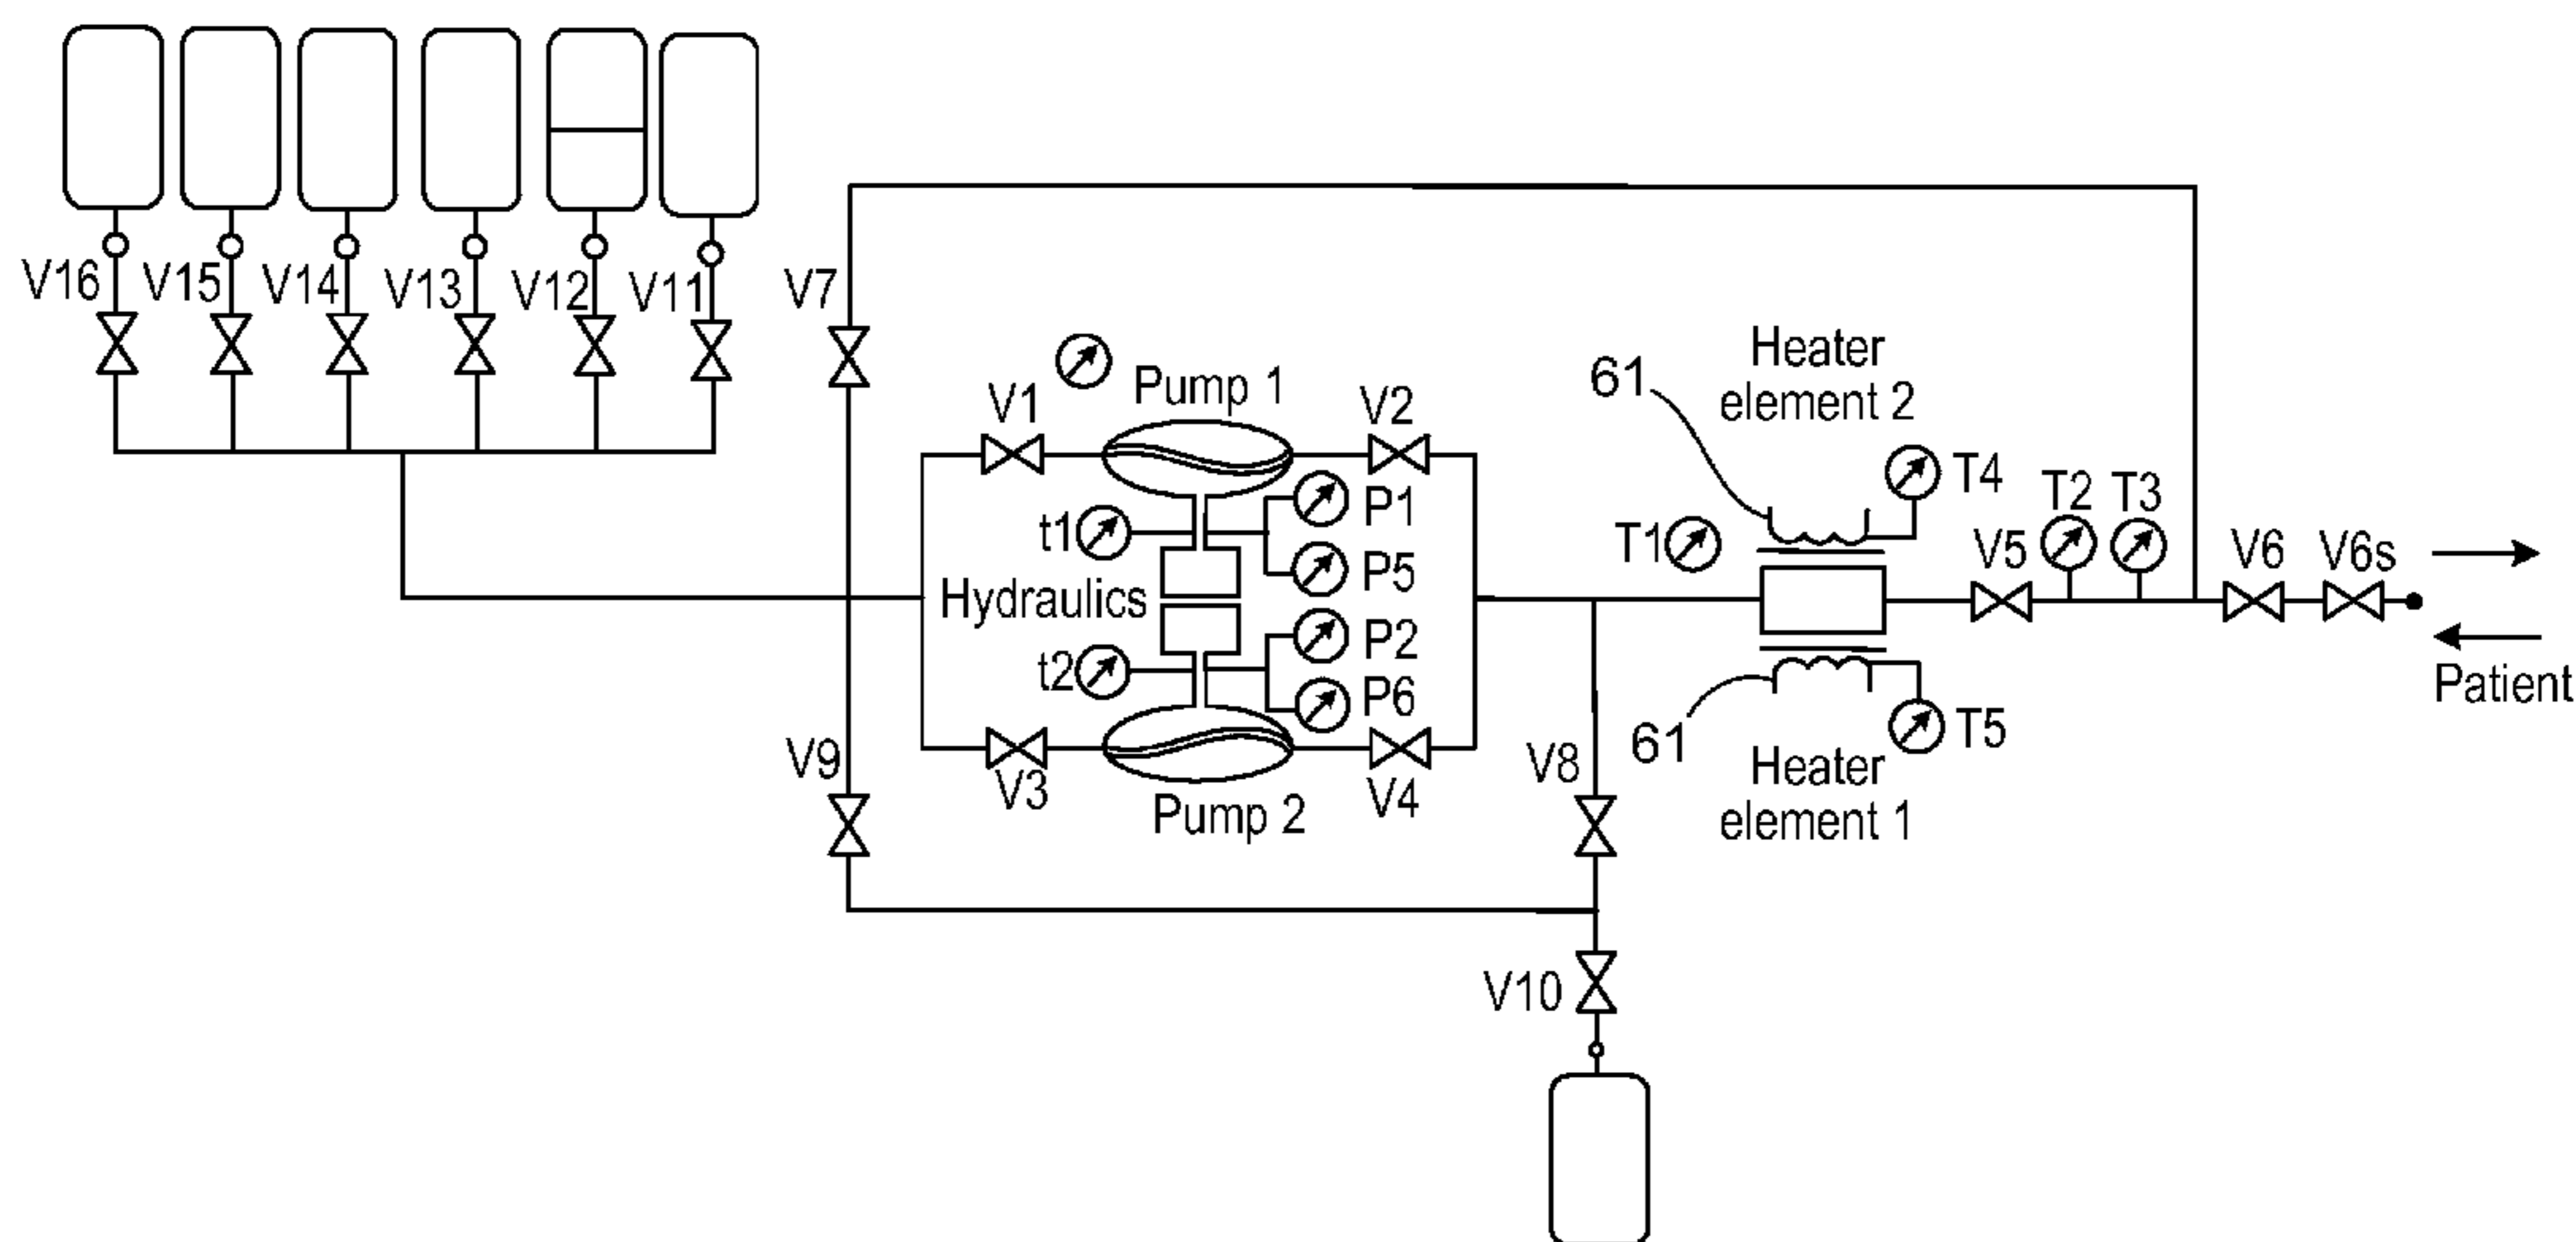 V16
V15
V14
V13
V12
V11
V7
V1
Pump 1
V2
61
Heater
element 2
T4
t1
P1
P5
T1
V5
T2
T3
V6
V6s
Hydraulics
P2
t2
P6
Patient
V9
V3
Pump 2
V4
V8
61
T5
Heater
element 1
V10